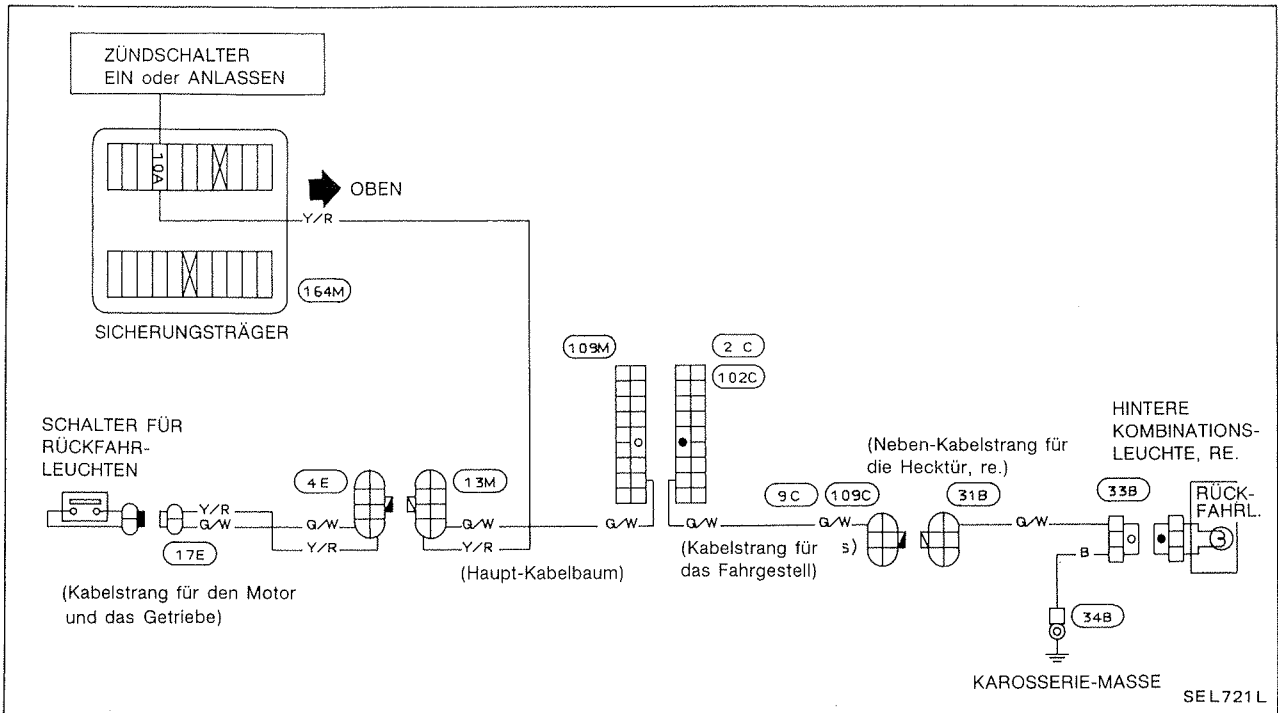 ZÜNDSCHALTER
EIN oder ANLASSEN
10A
OBEN
Y/R
164M
SICHERUNGSTRÄGER
109M
2 C
102C
SCHALTER FÜR
RÜCKFAHR-
LEUCHTEN
4E
13M
Y/R
G/W
G/W
Y/R
17E
(Kabelstrang für den Motor
und das Getriebe)
G/W
Y/R
G/W
(Haupt-Kabelbaum)
G/W
G/W
(Kabelstrang für s)
das Fahrgestell)
9C
109C
(Neben-Kabelstrang für
die Hecktür, re.)
31B
G/W
33B
B
34B
HINTERE
KOMBINATIONS-
LEUCHTE, RE.
RÜCK-
FAHRL.
KAROSSERIE-MASSE
SEL721L